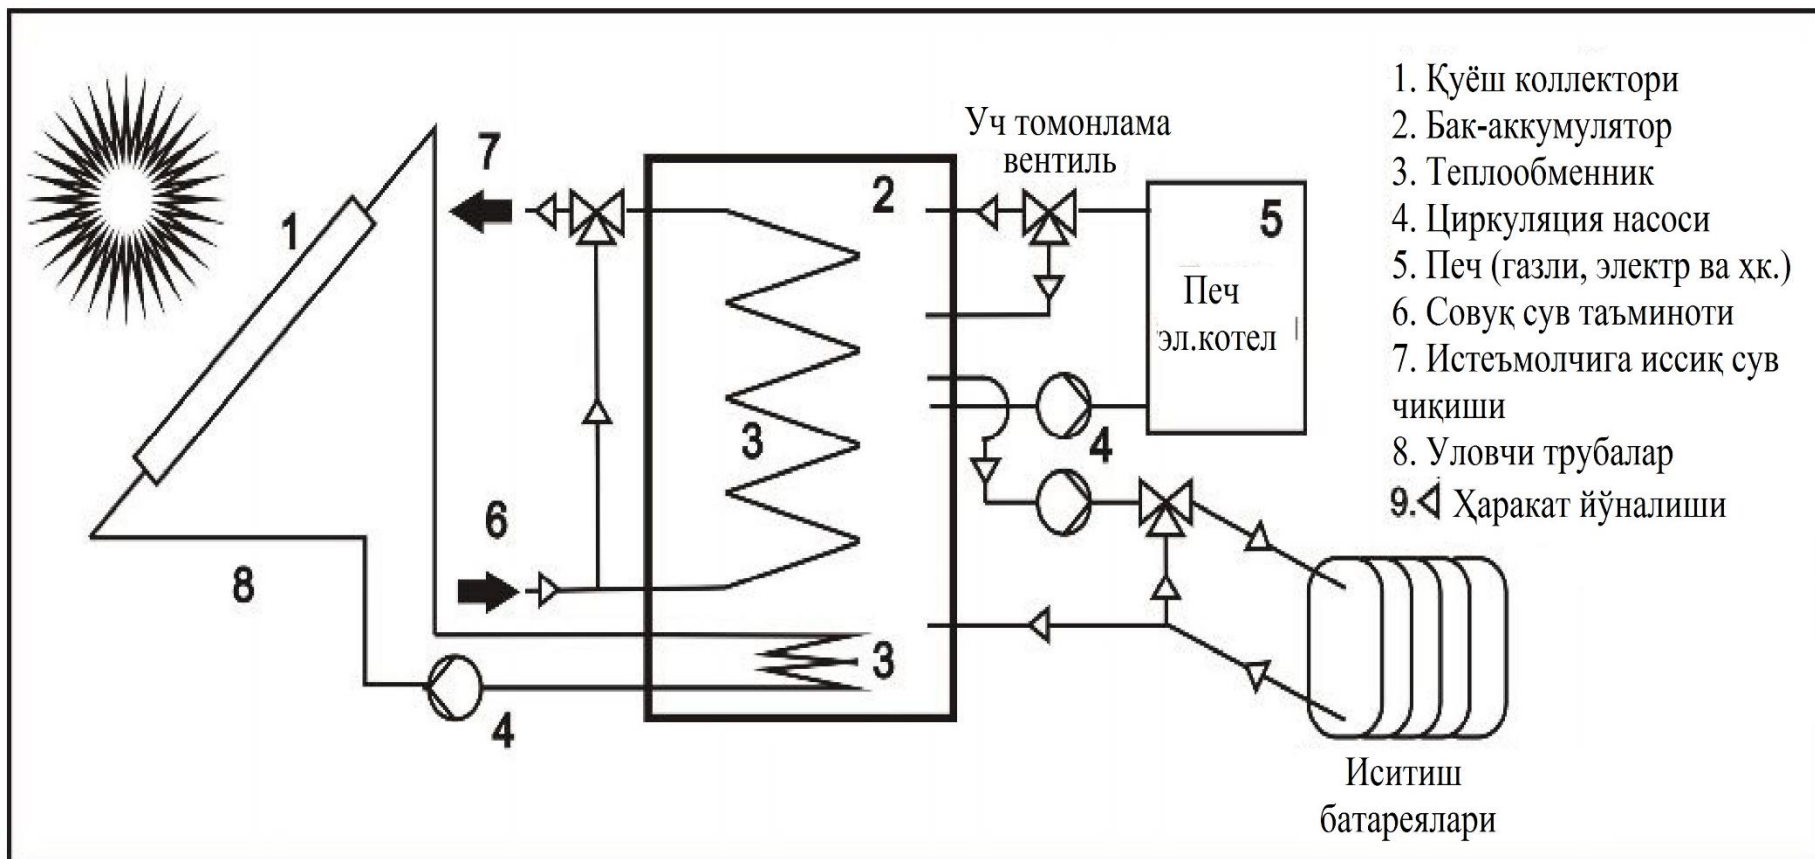 7
Уч томонлама
вентиль
1
2
5
Печ
эл.котел
3
4
6
8
3
4
Иситиш
батареялари
1. Қуёш коллектори
2. Бак-аккумулятор
3. Теплообменник
4. Циркуляция насоси
5. Печ (газли, электр ва ҳк.)
6. Совуқ сув таъминоти
7. Истеъмолчига иссиқ сув
чиқиши
8. Уловчи трубалар
9. Ҳаракат йўналиши